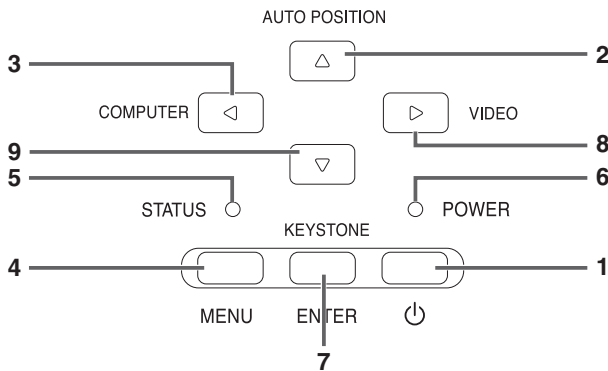 AUTO POSITION
3
2
COMPUTER
VIDEO
8
9
5
6
STATUS
POWER
KEYSTONE
4
1
MENU
ENTER
7